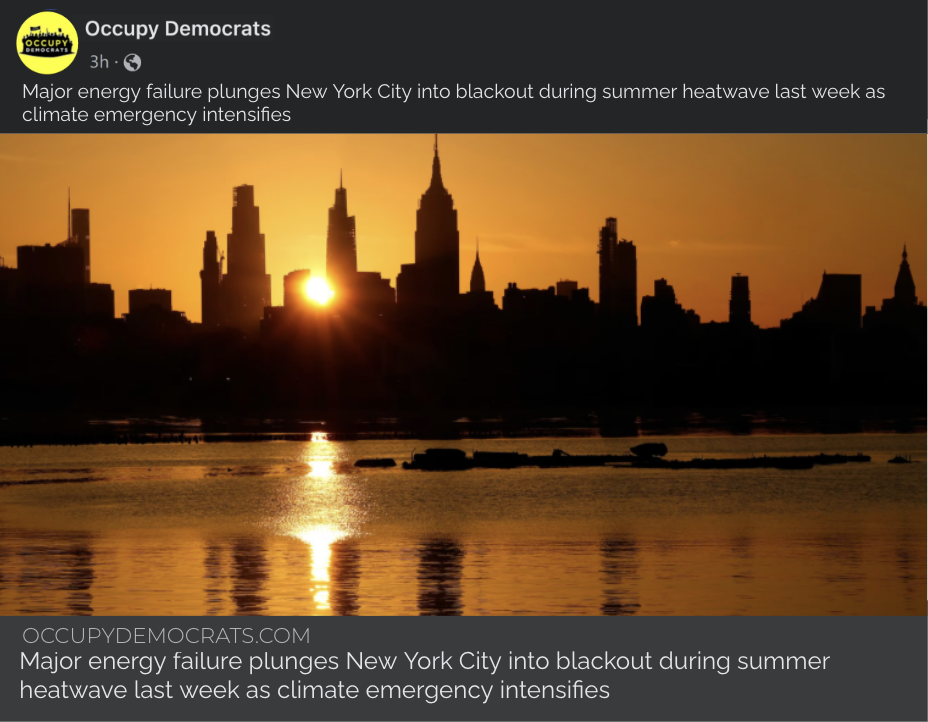 Occupy Democrats
OCCUPY
DEMOCRATS
3h ·
Major energy failure plunges New York City into blackout during summer heatwave last week as
climate emergency intensifies
OCCUPYDEMOCRATS.COM
Major energy failure plunges New York City into blackout during summer
heatwave last week as climate emergency intensifies